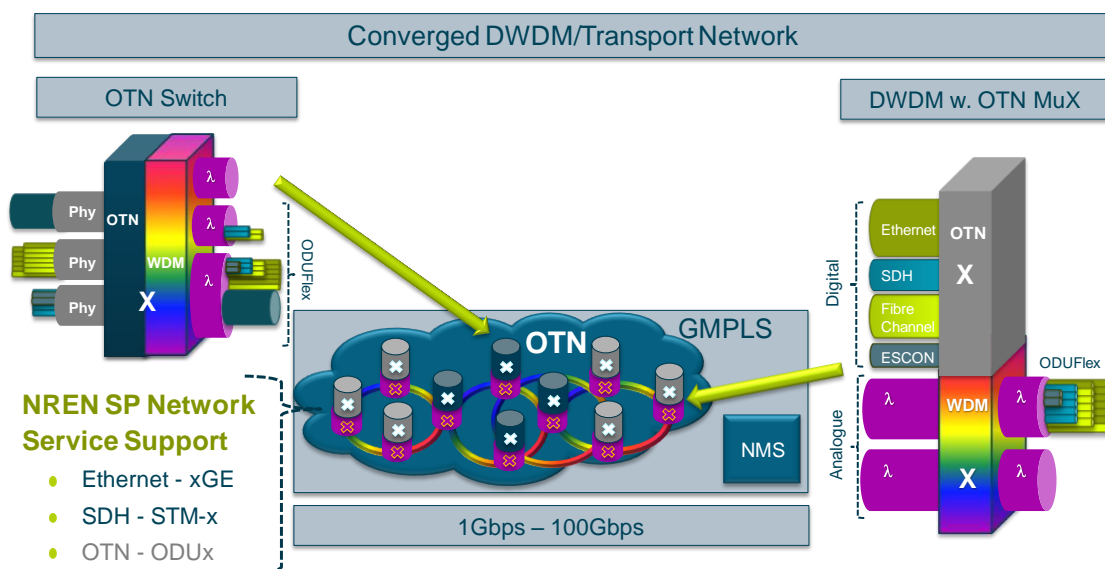 Converged DWDM/Transport Network
OTN Switch
DWDM w. OTN MuX
Phy
Phy
Phy
OTN
WDM
X
λ
λ
λ
ODUFlex
Digital
Ethernet
SDH
Fibre
Channel
ESCON
OTN
X
Analogue
λ
λ
WDM
X
λ
λ
ODUFlex
OTN
GMPLS
NMS
1Gbps – 100Gbps
NREN SP Network
Service Support
Ethernet - xGE
SDH - STM-x
OTN - ODUx